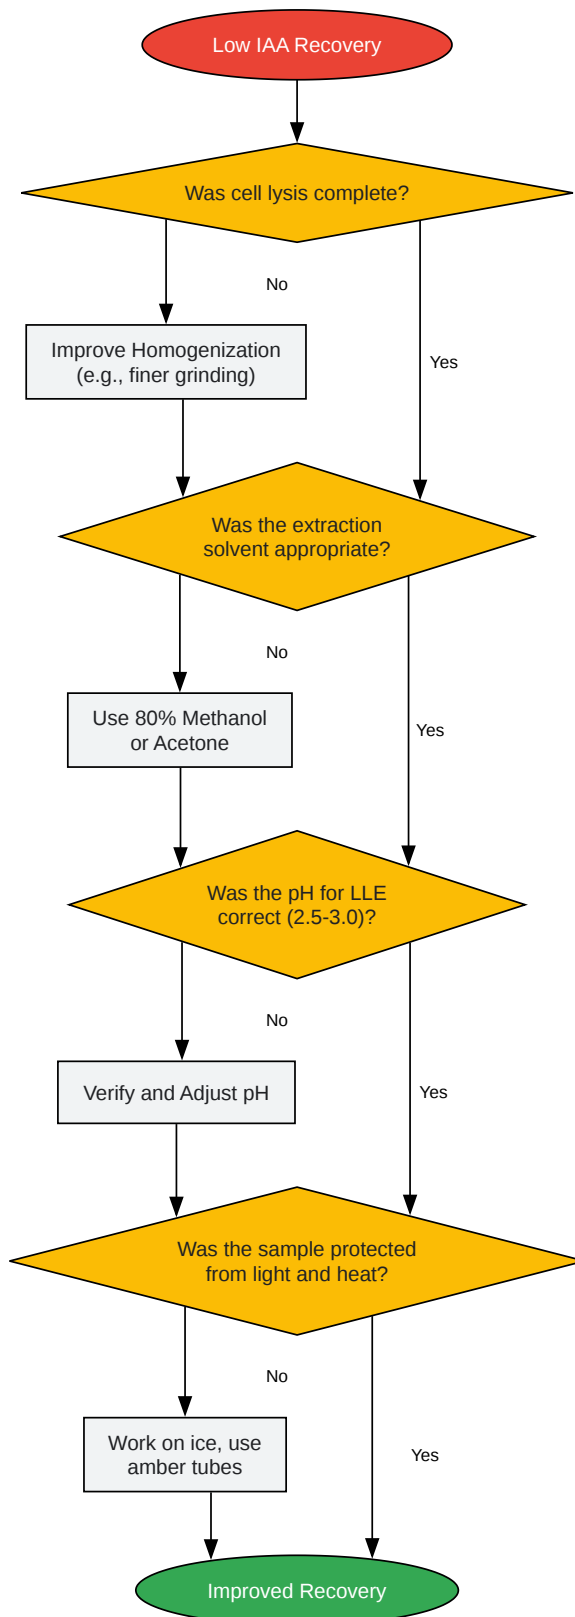 Low IAA Recovery
Was cell lysis complete?
No
Improve Homogenization
(e.g., finer grinding)
Yes
Was the extraction
solvent appropriate?
No
Use 80% Methanol
or Acetone
Yes
Was the pH for LLE
correct (2.5-3.0)?
No
Verify and Adjust pH
Yes
Was the sample protected
from light and heat?
No
Work on ice, use
amber tubes
Yes
Improved Recovery